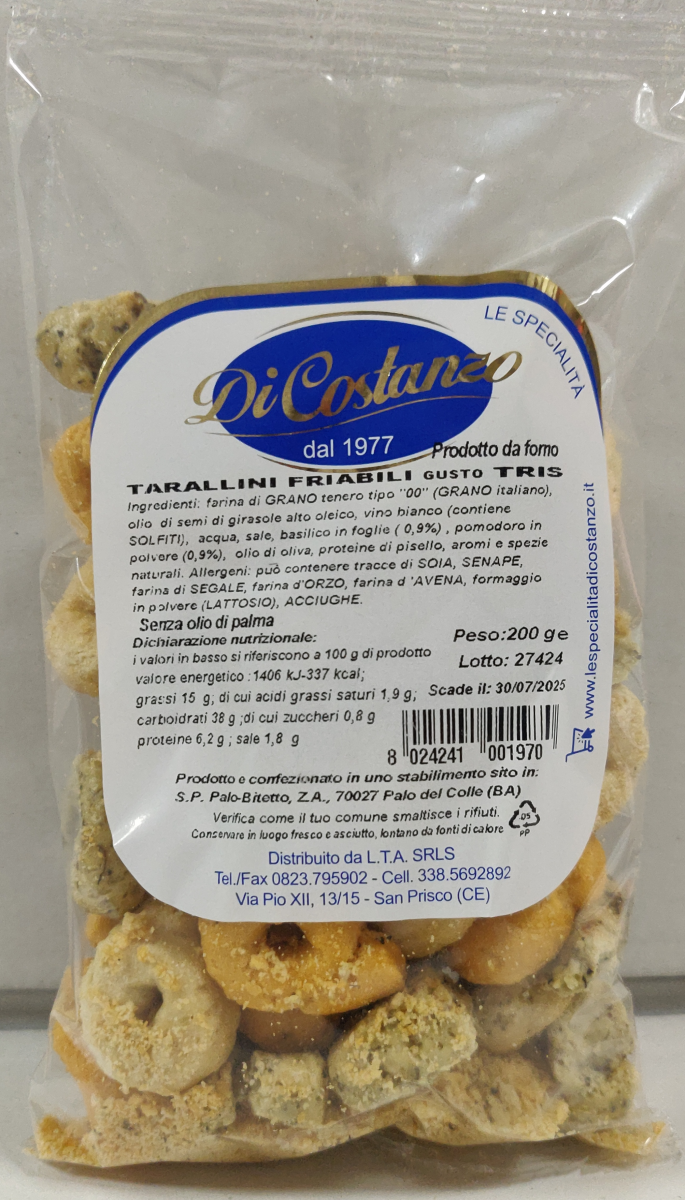 LE SPECIALITÀ
Di Costanzo
dal 1977
Prodotto da forno
TARALLINI FRIABILI GUSTO TRIS
Ingredienti: farina di GRANO tenero tipo "00" (GRANO italiano),
olio di semi di girasole alto oleico, vino bianco (contiene
SOLFITI), acqua, sale, basilico in foglie ( 0,9%) , pomodoro in
polvere (0,9%), olio di oliva, proteine di pisello, aromi e spezie
naturali. Allergeni: può contenere tracce di SOIA, SENAPE,
farina di SEGALE, farina d'ORZO, farina d 'AVENA, formaggio
in polvere (LATTOSIO), ACCIUGHE.
Senza olio di palma
Dichiarazione nutrizionale:
i valori in basso si riferiscono a 100 g di prodotto
valore energetico : 1406 kJ-337 kcal;
grassi 15 g; di cui acidi grassi saturi 1,9 g;
carboidrati 38 g ;di cui zuccheri 0,8 g
proteine 6,2 g ; sale 1,8 g
Peso:200 g e
Lotto: 27424
Scade il: 30/07/2025
8 024241 001970
www.lespecialitadicostanzo.it
Prodotto e confezionato in uno stabilimento sito in:
S.P. Palo-Bitetto, Z.A., 70027 Palo del Colle (BA)
Verifica come il tuo comune smaltisce i rifiuti.
Conservare in luogo fresco e asciutto, lontano da fonti di calore
05
PP
Distribuito da L.T.A. SRLS
Tel./Fax 0823.795902 - Cell. 338.5692892
Via Pio XII, 13/15 - San Prisco (CE)